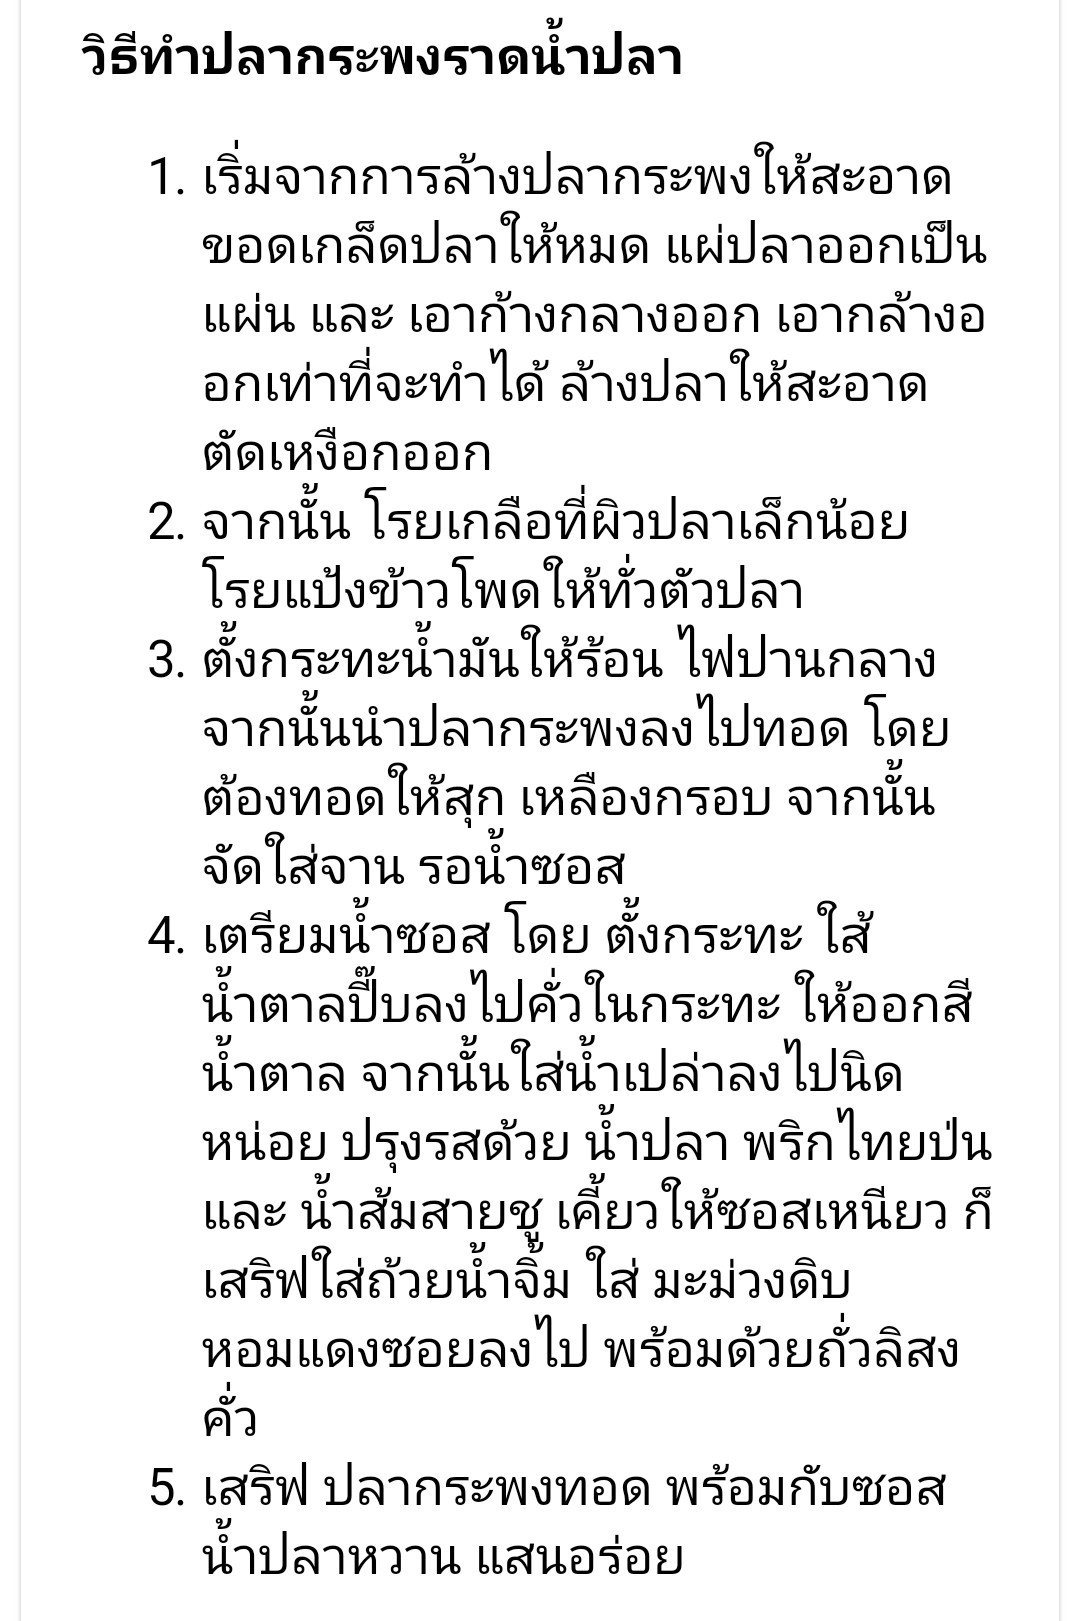 วิธีทำปลากระพงราดน้ำปลา
1. เริ่มจากการล้างปลากระพงให้สะอาด
ขอดเกล็ดปลาให้หมด แผ่ปลาออกเป็น
แผ่น และ เอาก้างกลางออก เอากล้างอ
อกเท่าที่จะทำได้ ล้างปลาให้สะอาด
ตัดเหงือกออก
2. จากนั้น โรยเกลือที่ผิวปลาเล็กน้อย
โรยแป้งข้าวโพดให้ทั่วตัวปลา
3. ตั้งกระทะน้ำมันให้ร้อน ไฟปานกลาง
จากนั้นนำปลากระพงลงไปทอด โดย
ต้องทอดให้สุก เหลืองกรอบ จากนั้น
จัดใส่จาน รอน้ำซอส
4. เตรียมน้ำซอส โดย ตั้งกระทะ ใส้
น้ำตาลปี๊บลงไปคั่วในกระทะ ให้ออกสี
น้ำตาล จากนั้นใส่น้ำเปล่าลงไปนิด
หน่อย ปรุงรสด้วย น้ำปลา พริกไทยป่น
และ น้ำส้มสายชู เคี้ยวให้ซอสเหนียว ก็
เสริฟใส่ถ้วยน้ำจิ้ม ใส่ มะม่วงดิบ
หอมแดงซอยลงไป พร้อมด้วยถั่วลิสง
คั่ว
5. เสริฟ ปลากระพงทอด พร้อมกับซอส
น้ำปลาหวาน แสนอร่อย